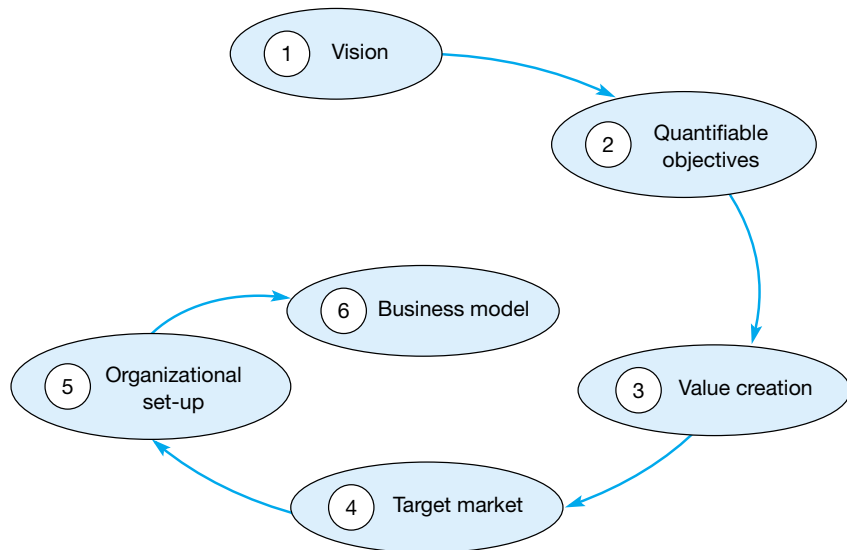 1 Vision
2 Quantifiable
objectives
3 Value creation
4 Target market
5 Organizational
set-up
6 Business model